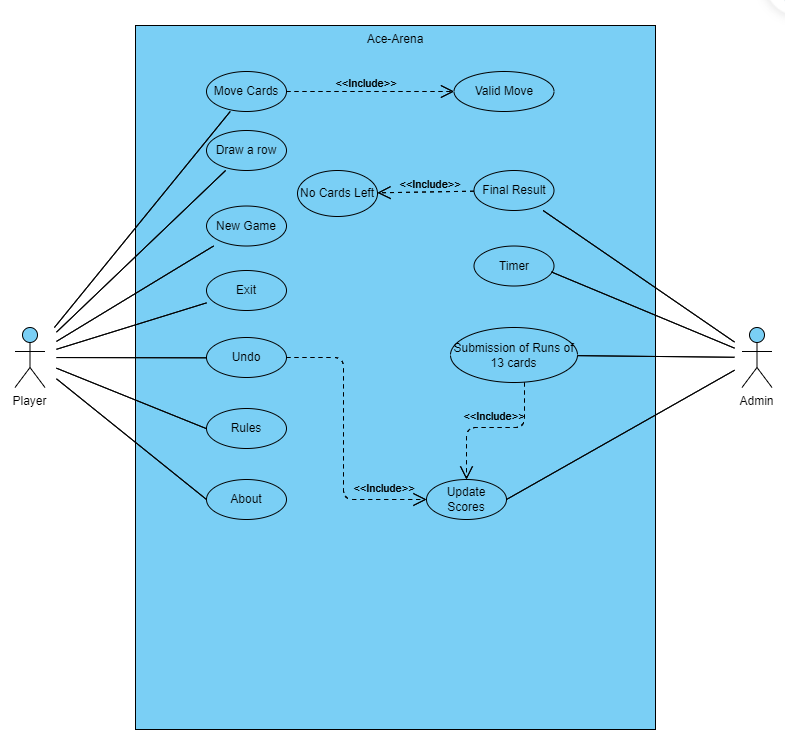 Ace-Arena
Move Cards
<<Include>>
Valid Move
Draw a row
No Cards Left
<<Include>>
Final Result
New Game
Timer
Exit
Undo
Submission of Runs of
13 cards
Player
Admin
<<Include>>
Rules
<<Include>>
About
Update
Scores